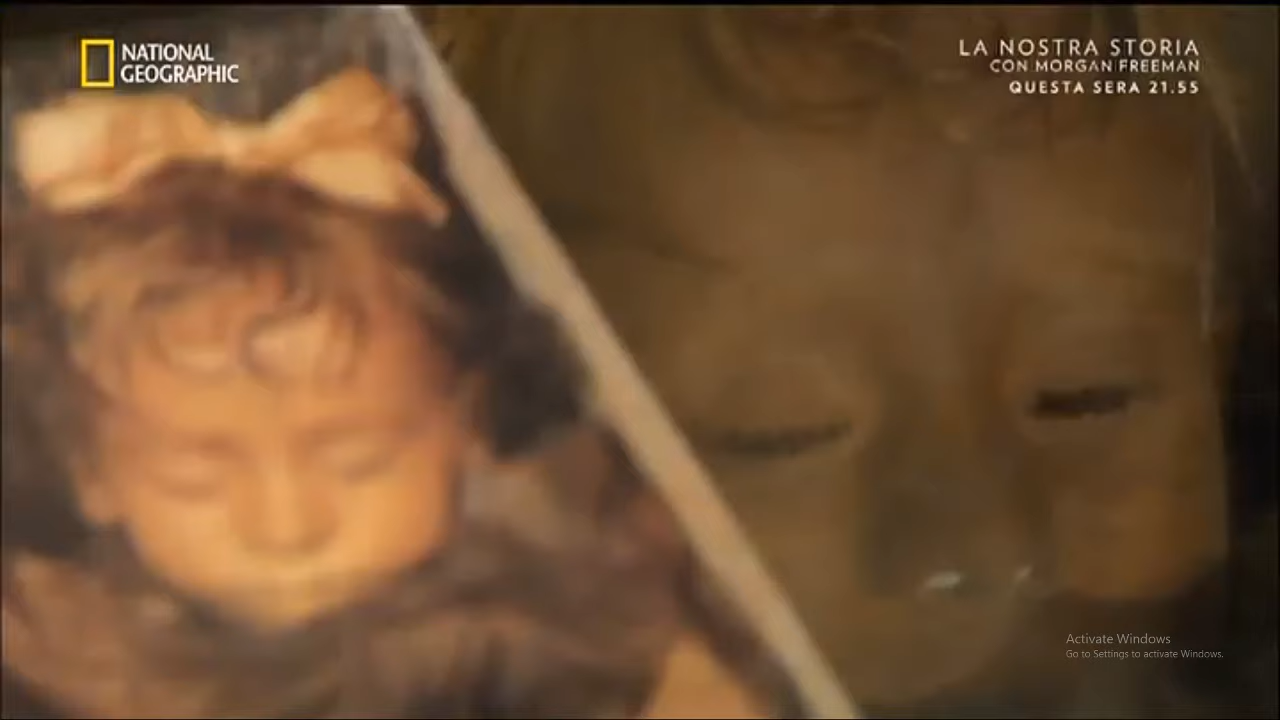 NATIONAL
GEOGRAPHIC
LA NOSTRA STORIA
CON MORGAN FREEMAN
QUESTA SERA 21.55
Activate Windows
Go to Settings to activate Windows.